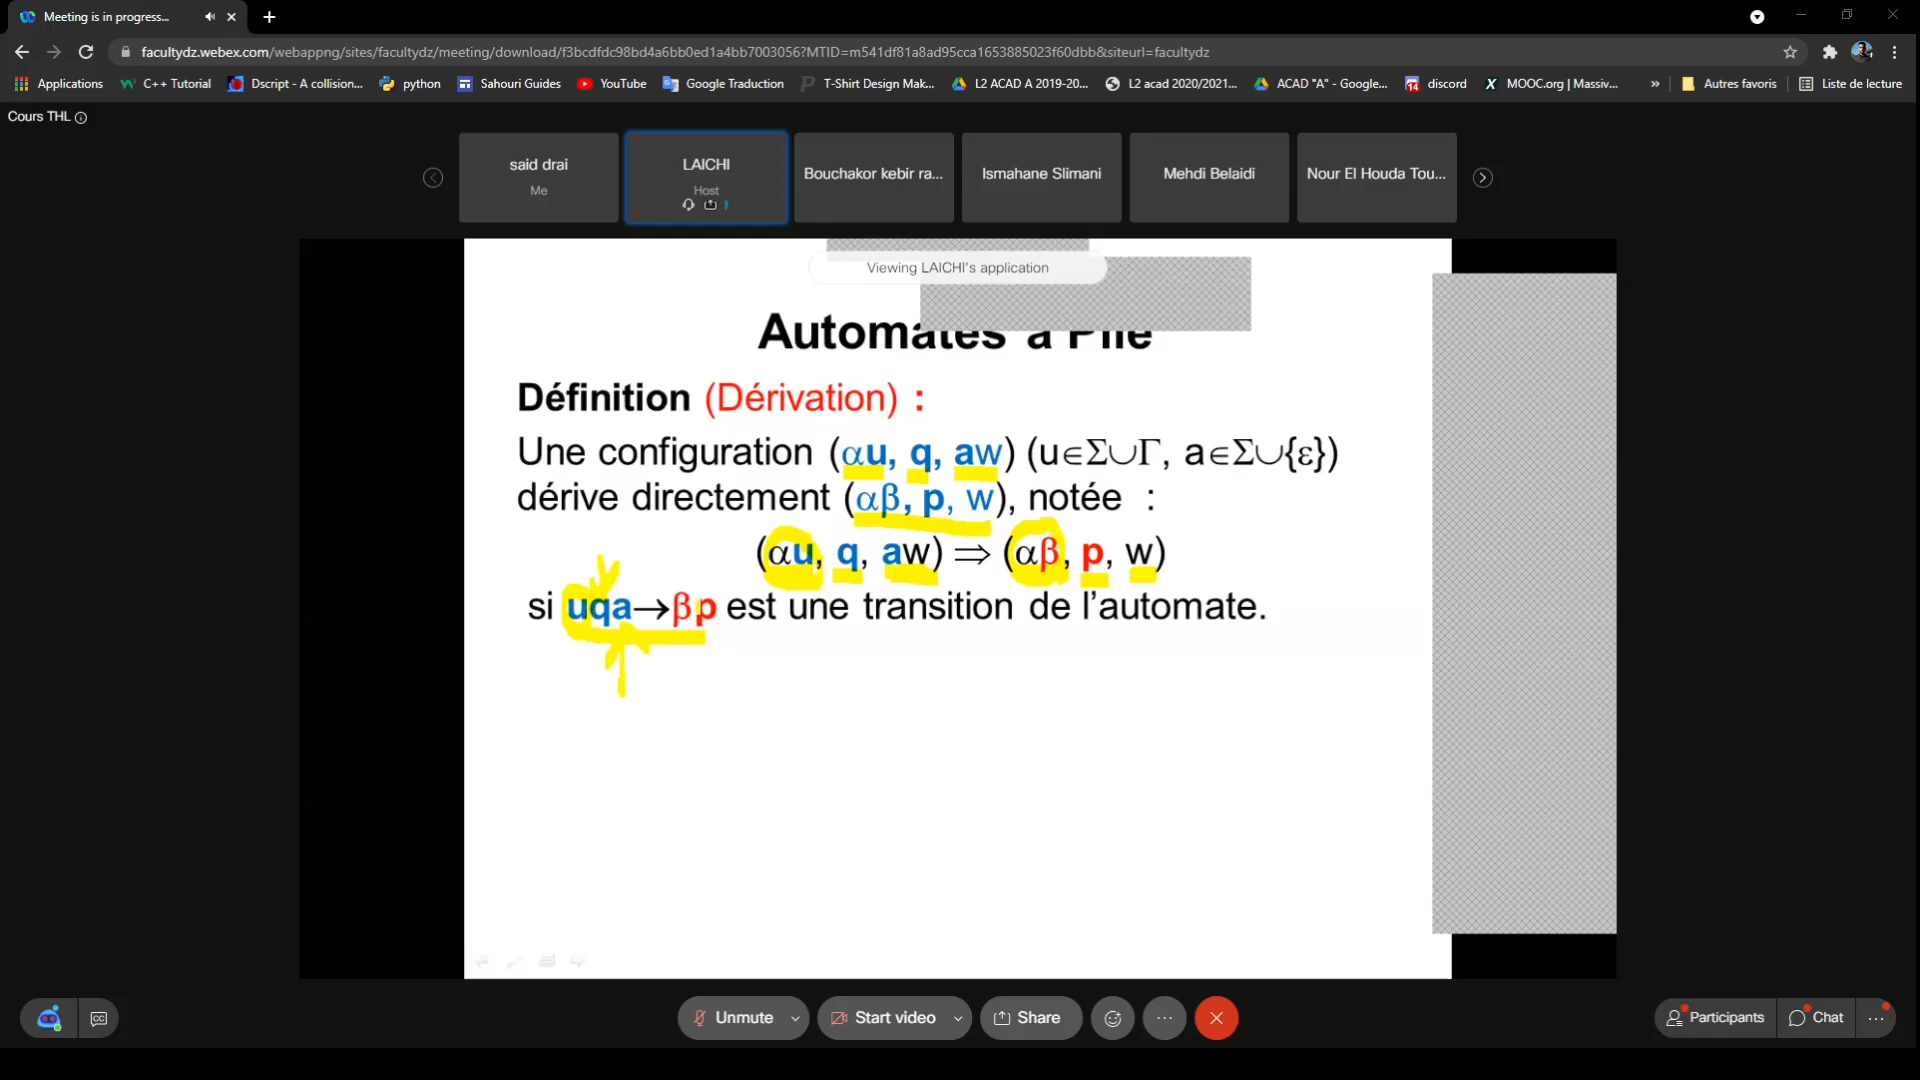 Meeting is in progress...
facultydz.webex.com/webappng/sites/facultydz/meeting/download/f3bcdfdc98bd4a6bb0ed1a4bb7003056?MTID=m541df81a8ad95cca1653885023f60dbb&siteurl=facultydz
Applications C++ Tutorial Dscript - A collision... python Sahouri Guides YouTube Google Traduction T-Shirt Design Mak... L2 ACAD A 2019-20... L2 acad 2020/2021... ACAD "A" - Google... 14 discord MOOC.org | Massiv... » Autres favoris Liste de lecture
Cours THL
said drai
Me
LAICHI
Host
Bouchakor kebir ra...
Ismahane Slimani
Mehdi Belaidi
Nour El Houda Tou...
Viewing LAICHI's application
Automates à Pile
Définition (Dérivation) :
Une configuration (αu, q, aw) (u∈Σ∪Γ, a∈Σ∪{ε})
dérive directement (αβ, p, w), notée :
(αu, q, aw) ⇒ (αβ, p, w)
si uqa→βp est une transition de l’automate.
Unmute Start video Share Participants Chat